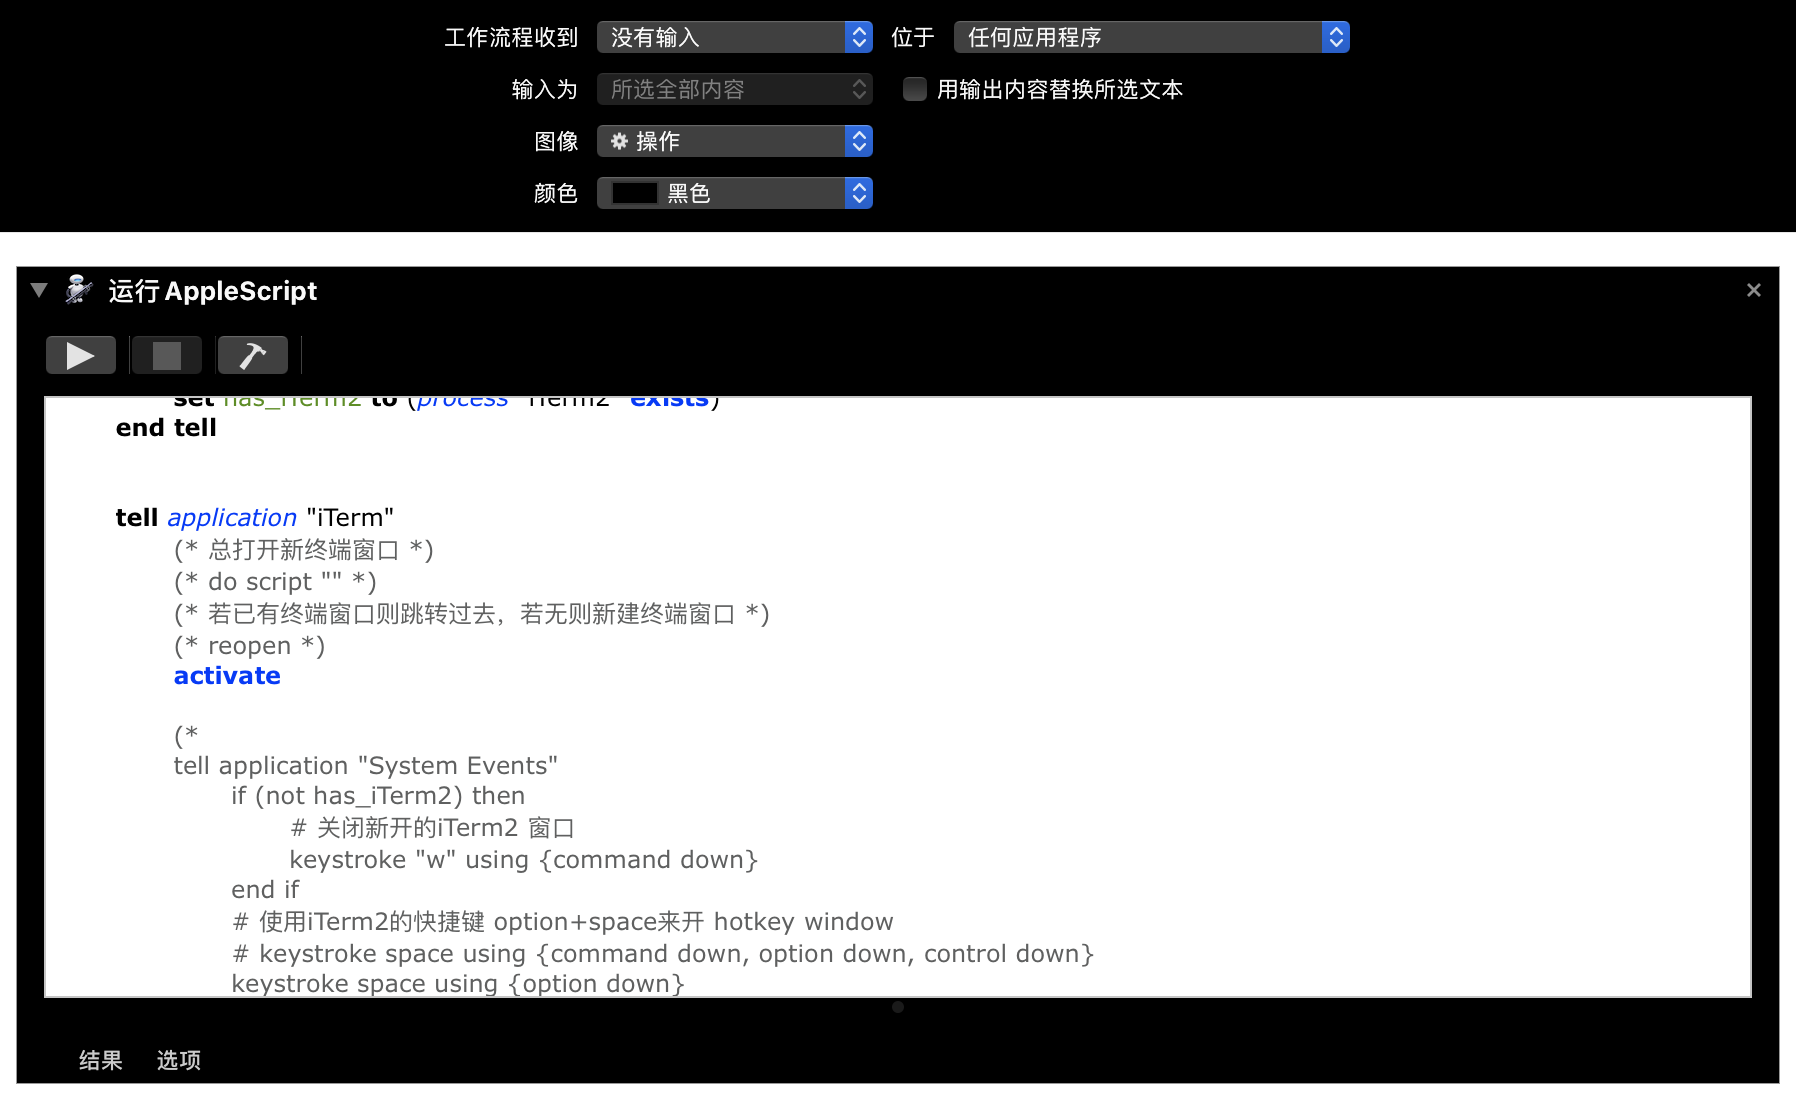 工作流程收到 没有输入 位于 任何应用程序
输入为 所选全部内容 用输出内容替换所选文本
图像 操作
颜色 黑色
运行 AppleScript
set has_iTerm2 to (process "iTerm2" exists)
end tell
tell application "iTerm"
(* 总打开新终端窗口 *)
(* do script "" *)
(* 若已有终端窗口则跳转过去，若无则新建终端窗口 *)
(* reopen *)
activate
(*
tell application "System Events"
if (not has_iTerm2) then
# 关闭新开的iTerm2 窗口
keystroke "w" using {command down}
end if
# 使用iTerm2的快捷键 option+space来开 hotkey window
# keystroke space using {command down, option down, control down}
keystroke space using {option down}
结果 选项